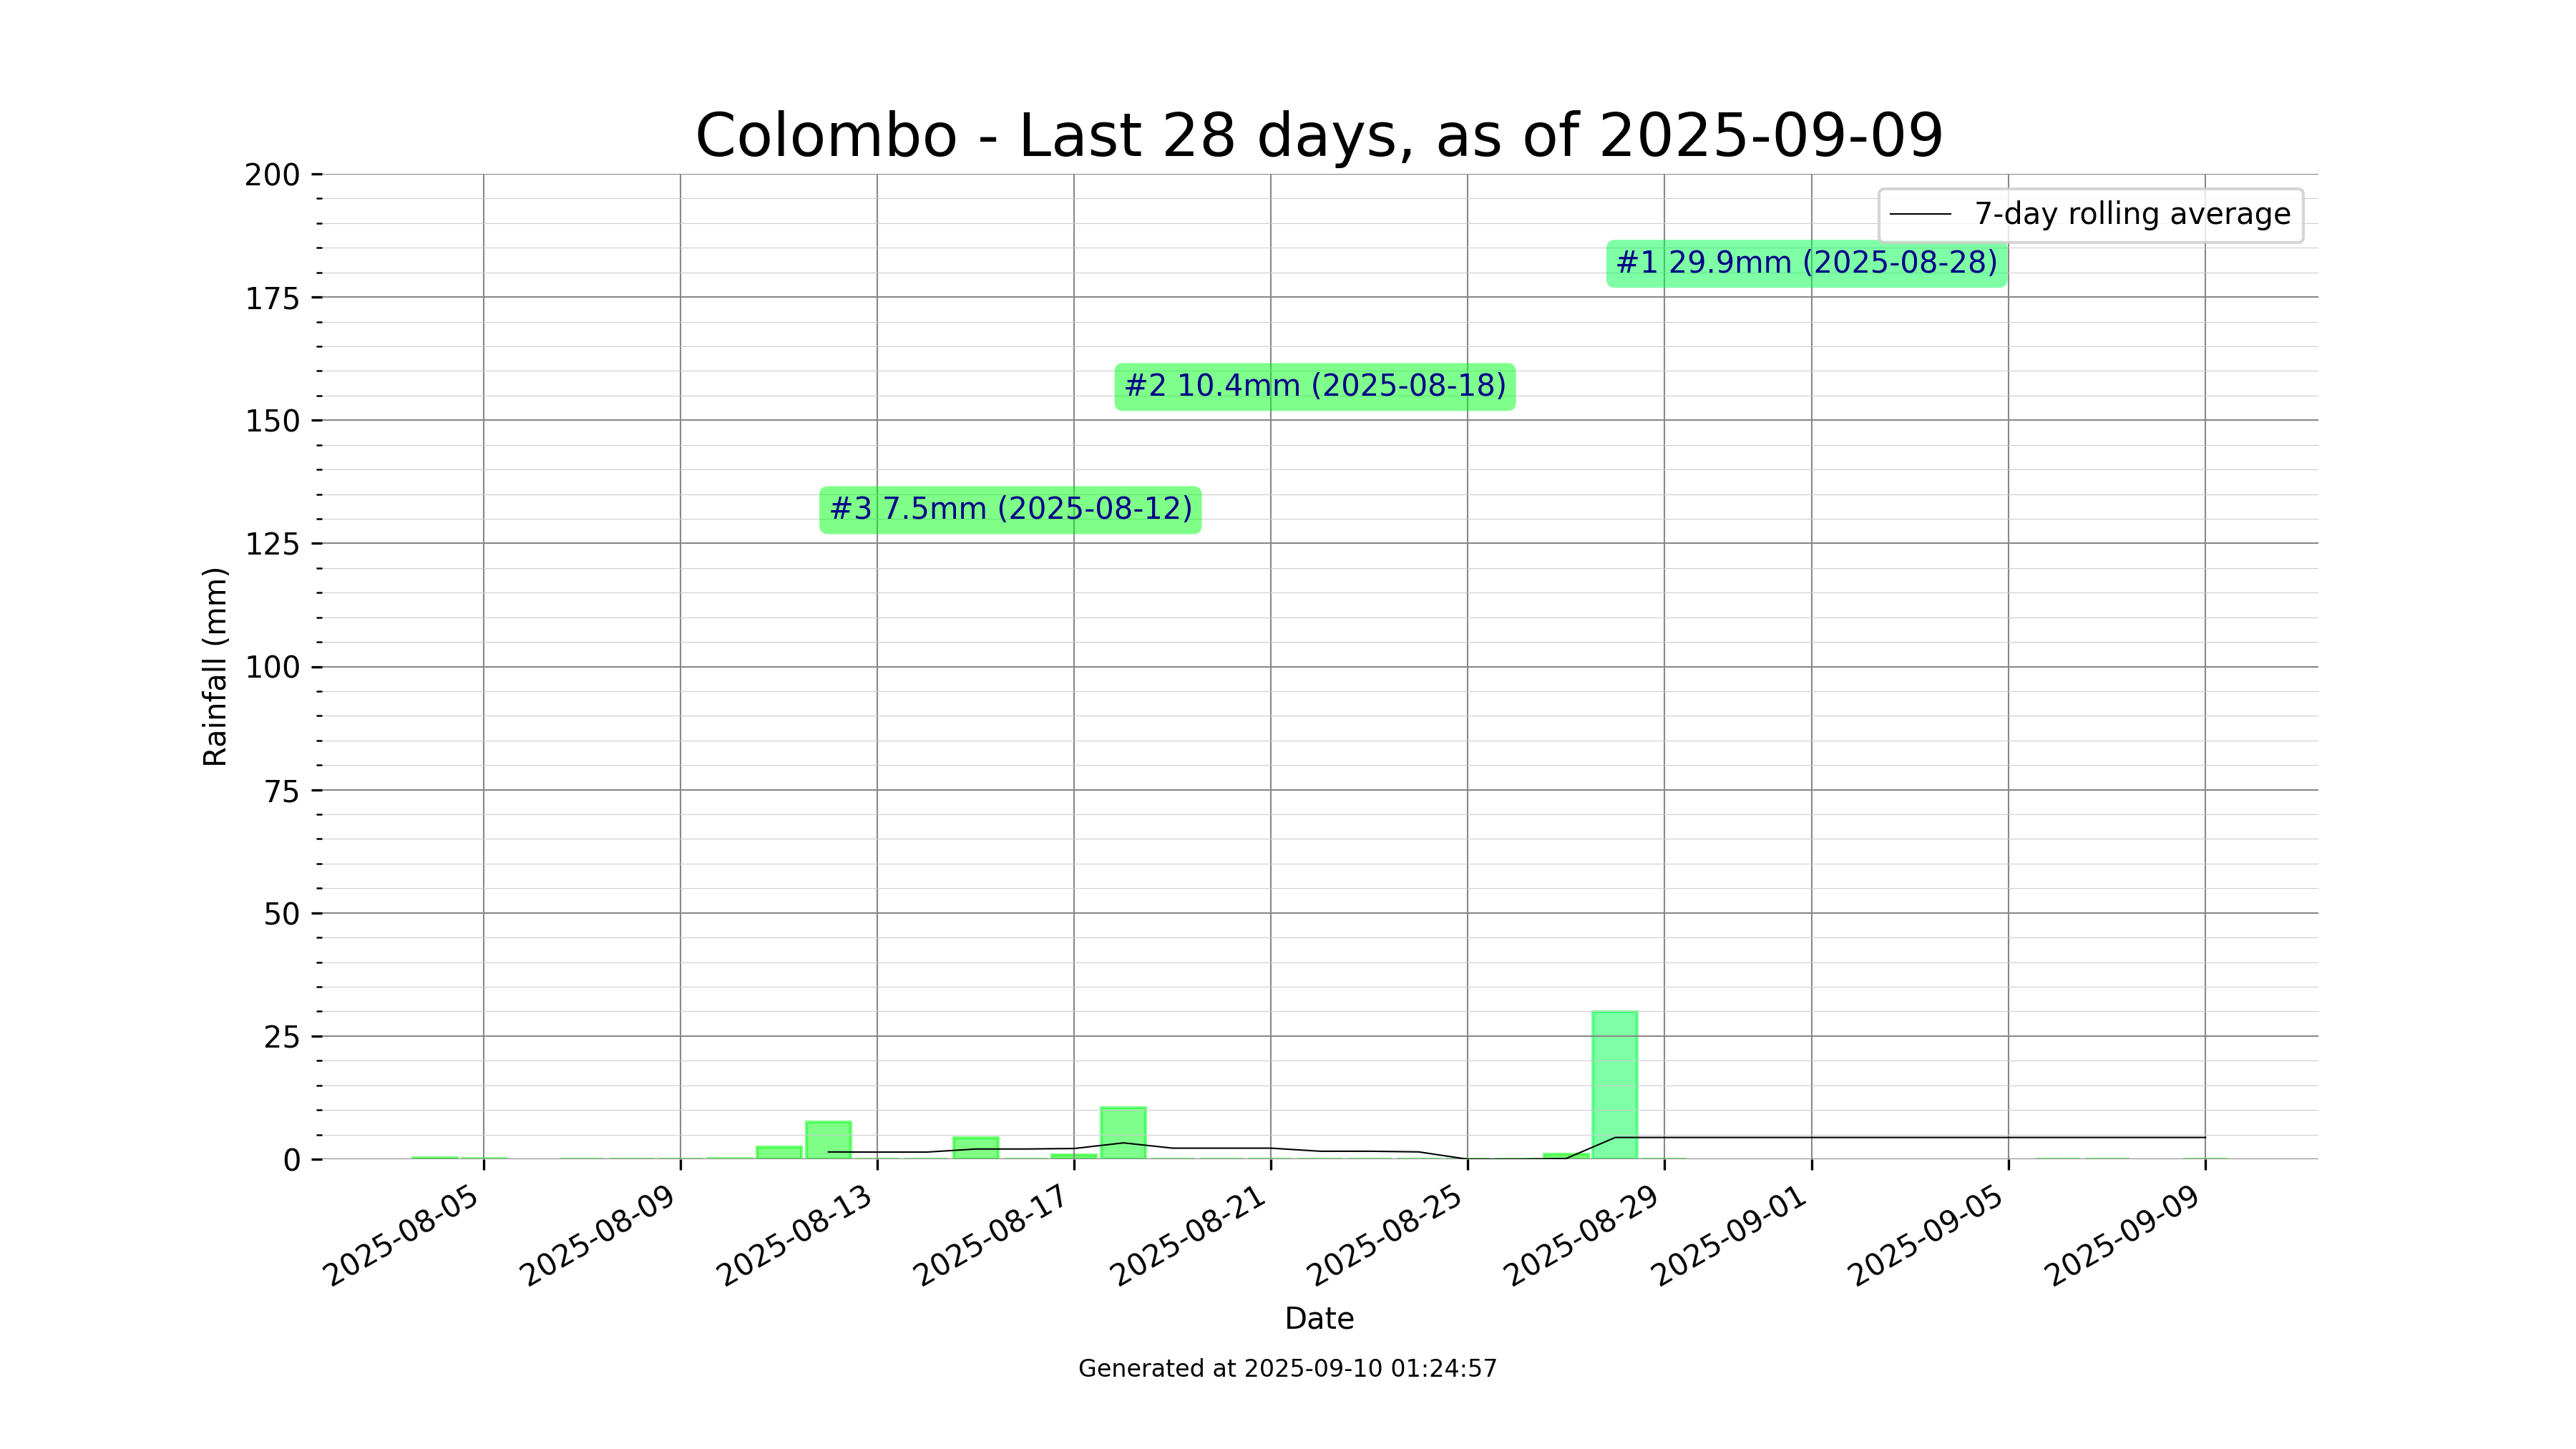 Colombo - Last 28 days, as of 2025-09-09
200
175
150
125
100
75
50
25
0
Rainfall (mm)
7-day rolling average
#1 29.9mm (2025-08-28)
#2 10.4mm (2025-08-18)
#3 7.5mm (2025-08-12)
2025-08-05
2025-08-09
2025-08-13
2025-08-17
2025-08-21
2025-08-25
2025-08-29
2025-09-01
2025-09-05
2025-09-09
Date
Generated at 2025-09-10 01:24:57